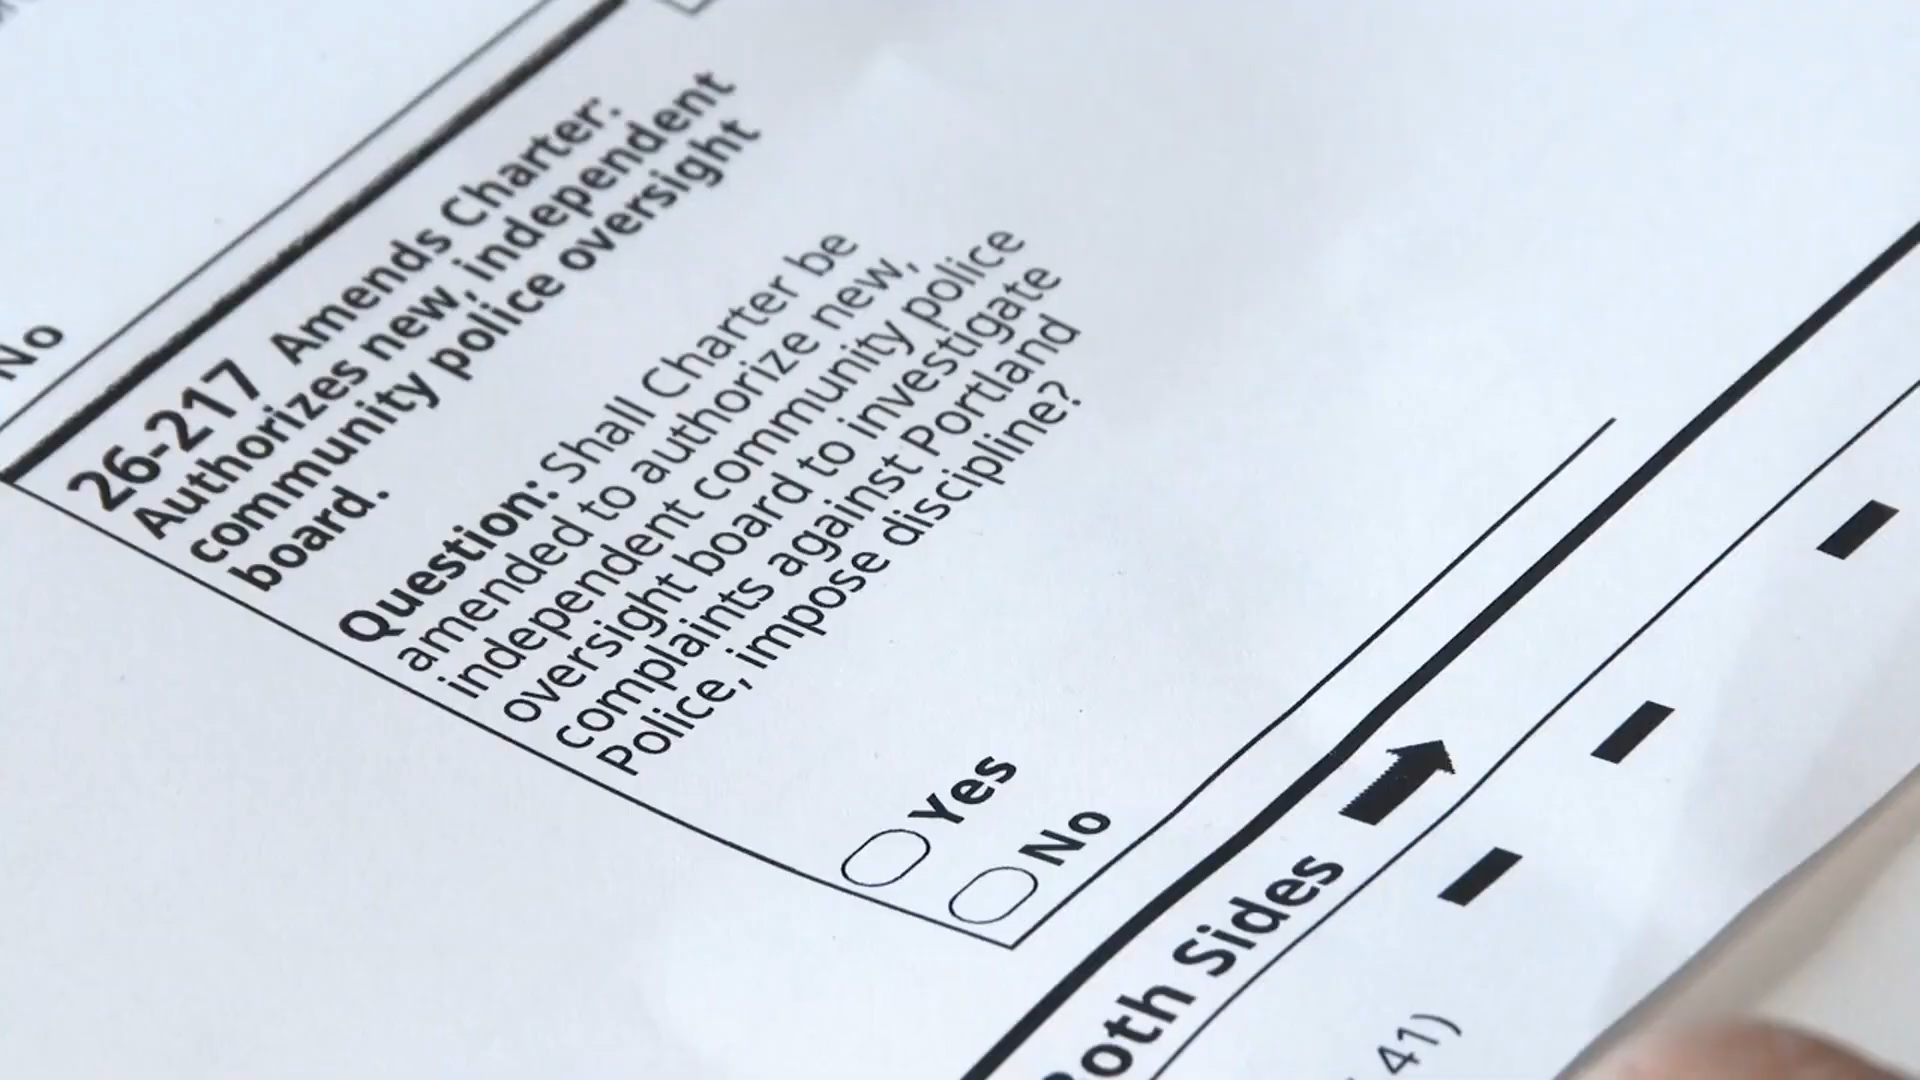 No
26-217 Amends Charter:
Authorizes new, independent
community police oversight
board.
Question: Shall Charter be
amended to authorize new,
independent community police
oversight board to investigate
complaints against Portland
Police, impose discipline?
Yes
No
Both Sides
41)